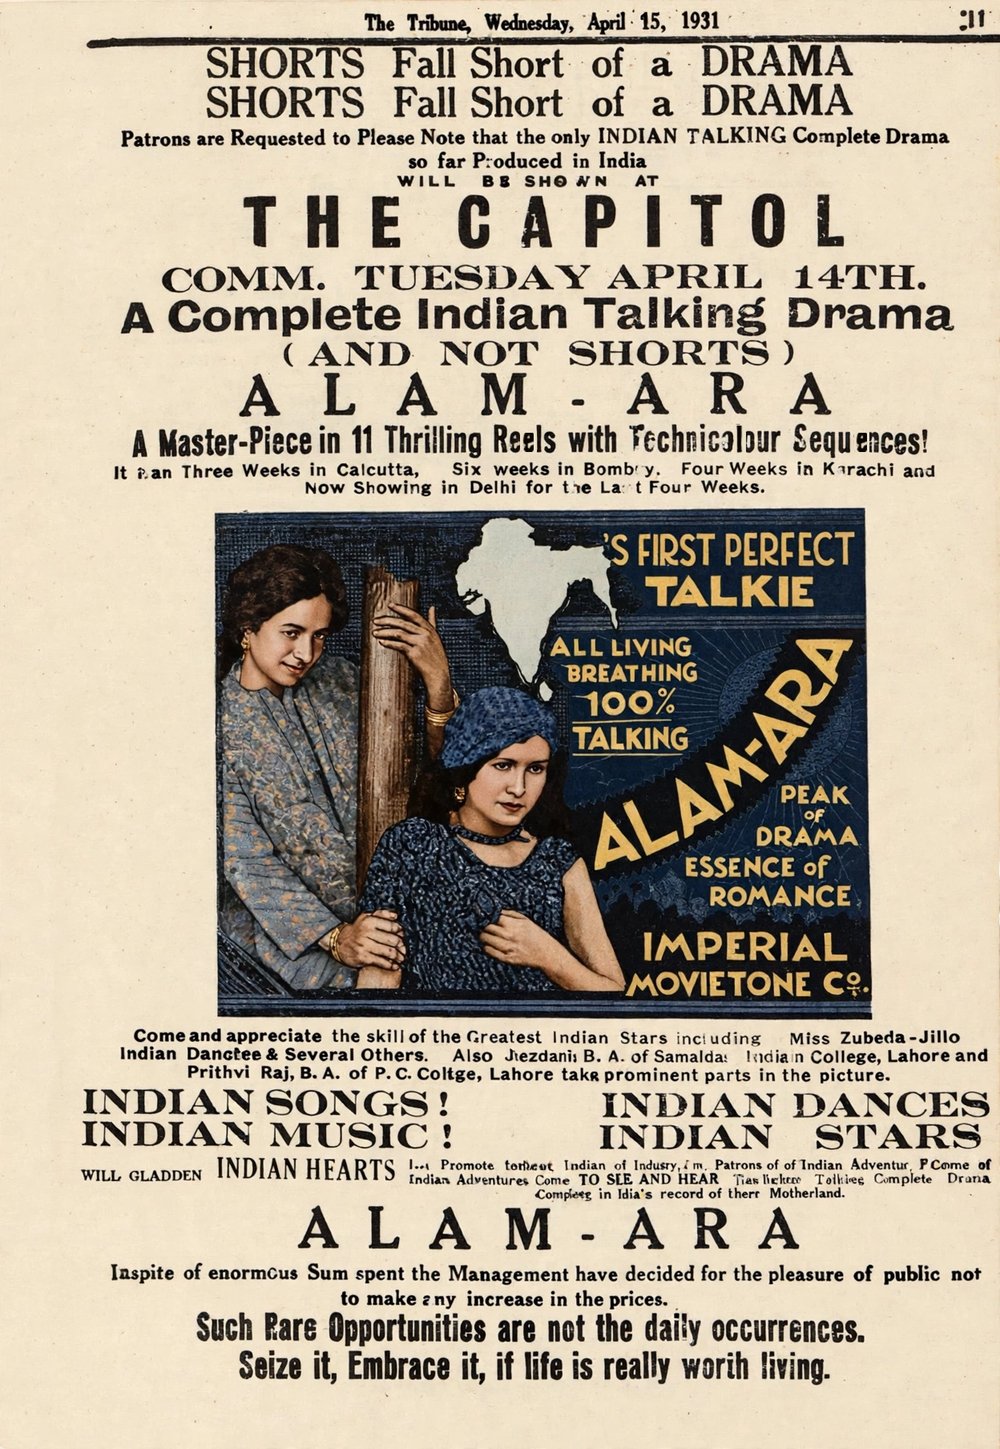 The Tribune, Wednesday, April 15, 1931
SHORTS Fall Short of a DRAMA
SHORTS Fall Short of a DRAMA
Patrons are Requested to Please Note that the only INDIAN TALKING Complete Drama
so far Produced in India
WILL BE SHOWN AT
THE CAPITOL
COMM. TUESDAY APRIL 14TH.
A Complete Indian Talking Drama
(AND NOT SHORTS)
ALAM-ARA
A Master-Piece in 11 Thrilling Reels with Technicolour Sequences!
It Ran Three Weeks in Calcutta, Six weeks in Bombay. Four Weeks in Karachi and
Now Showing in Delhi for the Last Four Weeks.
'S FIRST PERFECT
TALKIE
ALL LIVING
BREATHING
100%
TALKING
ALAM-ARA
PEAK
OF
DRAMA
ESSENCE of
ROMANCE
IMPERIAL
MOVIETONE Co.
Come and appreciate the skill of the Greatest Indian Stars including Miss Zubeda-Jillo
Indian Danctee & Several Others. Also B. A. of Indian College, Lahore and
Prithvi Raj, B. A. of P. C. Coltge, Lahore take prominent parts in the picture.
INDIAN SONGS! INDIAN DANCES
INDIAN MUSIC! INDIAN STARS
WILL GLADDEN INDIAN HEARTS
Promote Indian of Patrons of of Indian of
Indian Adventures Come TO SEE AND HEAR Complete Drama
in Idia's record of therr Motherland.
ALAM-ARA
Inspite of enormous Sum spent the Management have decided for the pleasure of public not
to make any increase in the prices.
Such Rare Opportunities are not the daily occurrences.
Seize it, Embrace it, if life is really worth living.